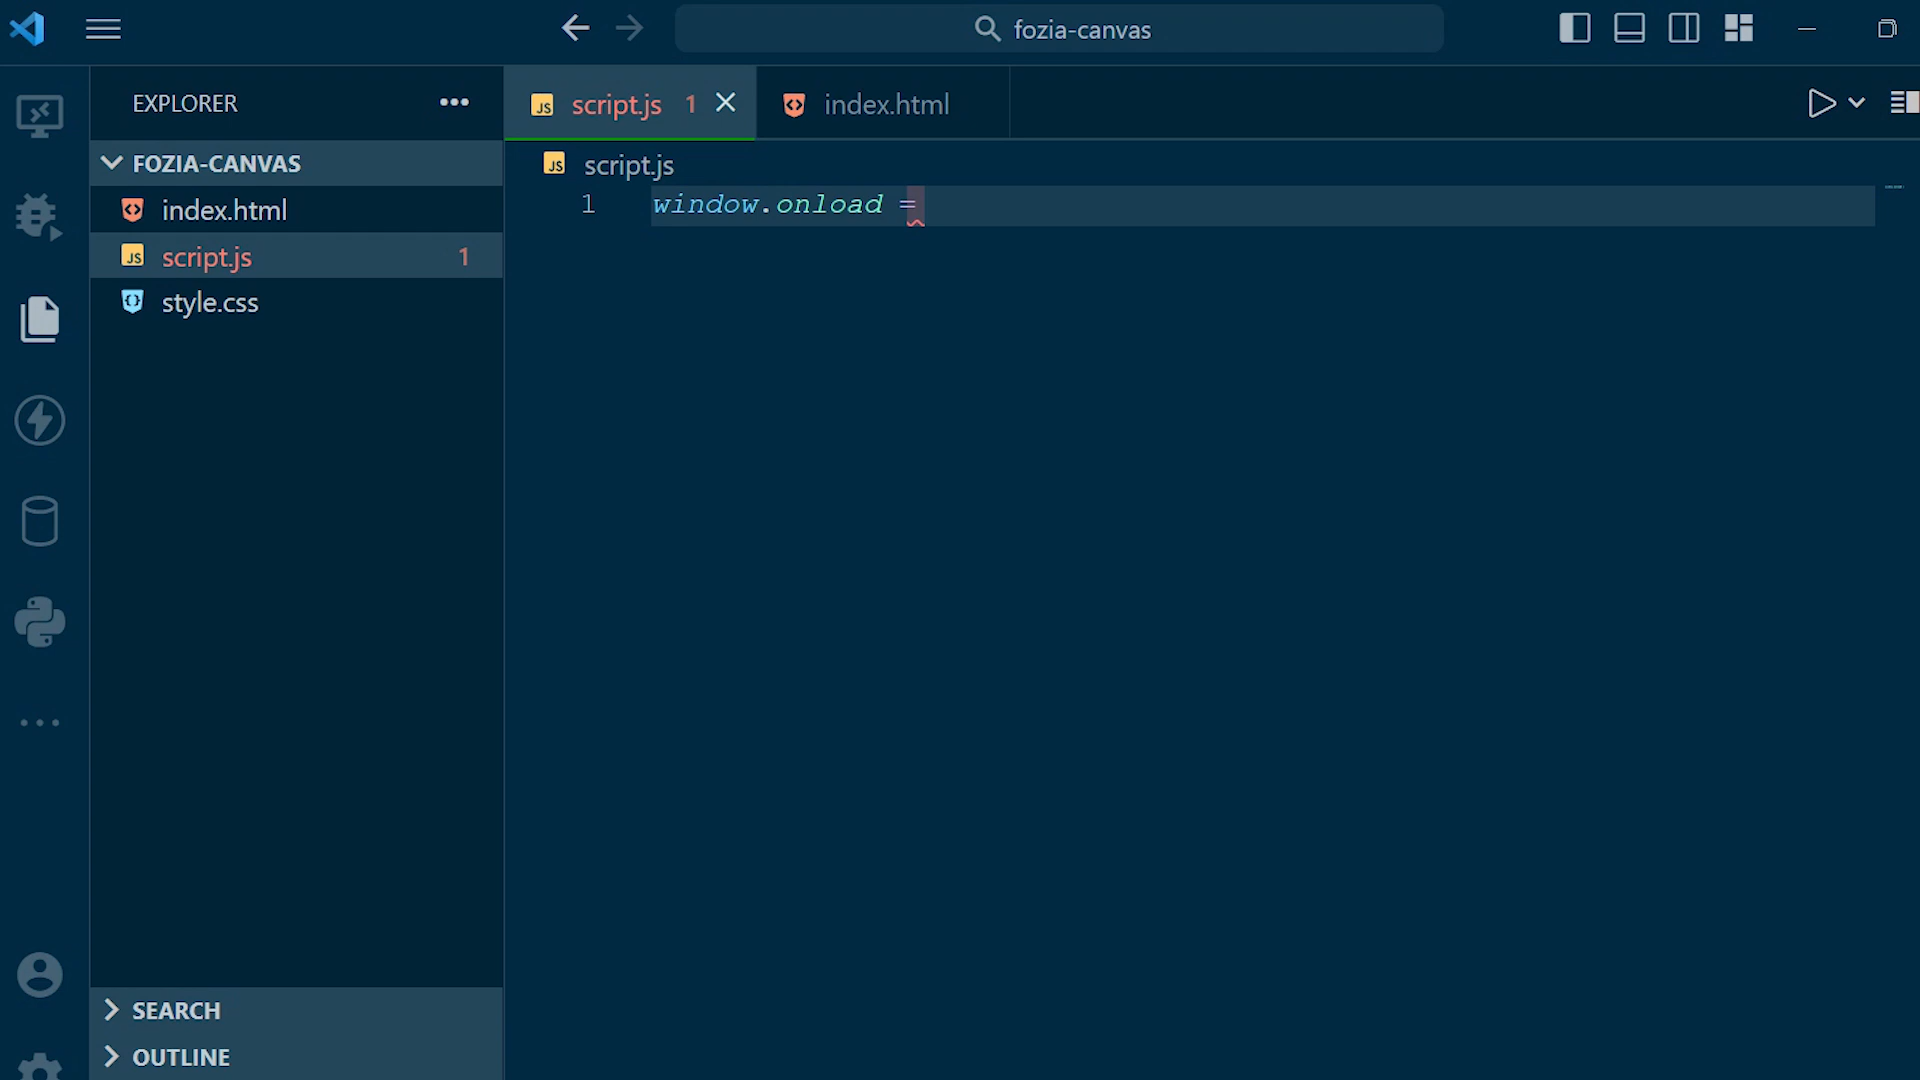 fozia-canvas
EXPLORER
script.js 1
index.html
FOZIA-CANVAS
script.js
index.html
1 window.onload =
script.js 1
style.css
SEARCH
OUTLINE